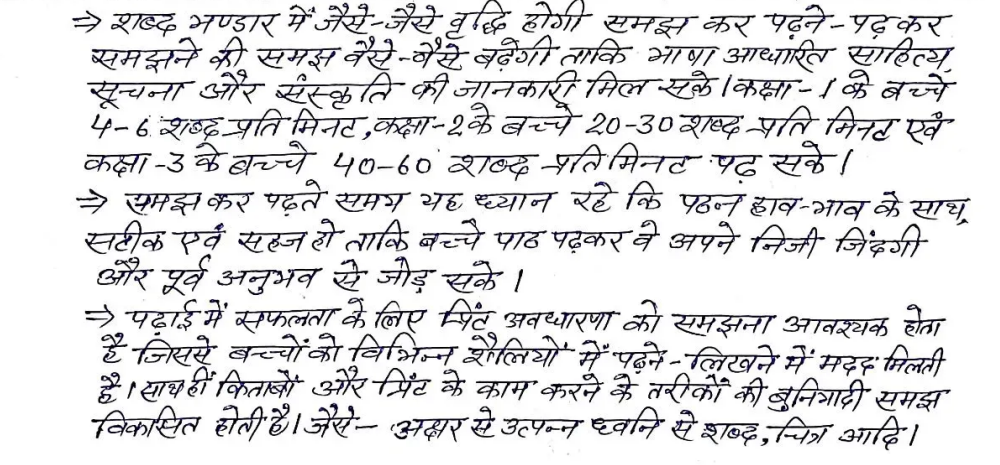 ⇒ शब्द भण्डार में जैसे-जैसे वृद्धि होगी समझ कर पढ़ने-पढ़ कर
समझने की समझ वैसे-वैसे बढ़ेगी ताकि भाषा आधारित साहित्य,
सूचना और संस्कृति की जानकारी मिल सके। कक्षा-1 के बच्चे
4-6 शब्द प्रति मिनट, कक्षा-2 के बच्चे 20-30 शब्द प्रति मिनट एवं
कक्षा-3 के बच्चे 40-60 शब्द प्रति मिनट पढ़ सके।
⇒ समझ कर पढ़ते समय यह ध्यान रहे कि पठन हाव-भाव के साथ,
सटीक एवं सहज हो ताकि बच्चे पाठ पढ़कर वे अपने निजी जिंदगी
और पूर्व अनुभव से जोड़ सके।
⇒ पढ़ाई में सफलता के लिए प्रिंट अवधारणा को समझना आवश्यक होता
है जिससे बच्चों को विभिन्न शैलियों में पढ़ने-लिखने में मदद मिलती
है। साथ हीं किताबों और प्रिंट के काम करने के तरीकों की बुनियादी समझ
विकसित होती है। जैसे- अक्षर से उत्पन्न ध्वनि से शब्द, चित्र आदि।